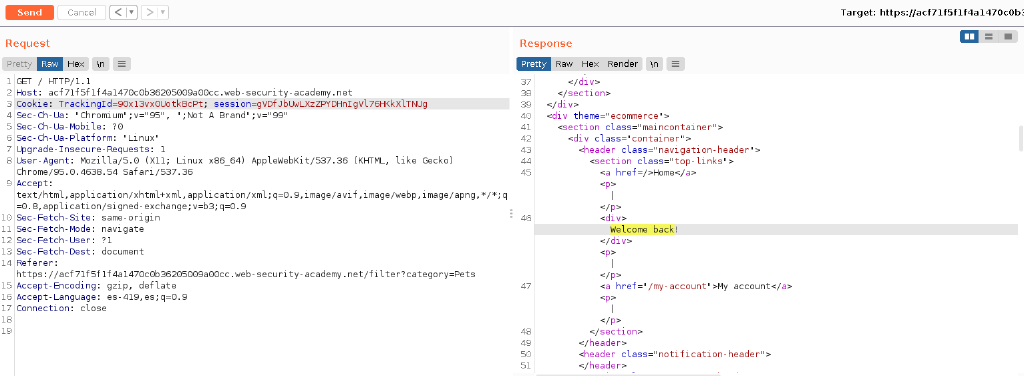 Send Cancel < ▼ > ▼ Target: https://acf71f5f1f4a1470c0b3
Request
Pretty Raw Hex \n ≡
1 GET / HTTP/1.1
2 Host: acf71f5f1f4a1470c0b36205009a00cc.web-security-academy.net
3 Cookie: TrackingId=; session=
4 Sec-Ch-Ua: "Chromium";v="95", ";Not A Brand";v="99"
5 Sec-Ch-Ua-Mobile: ?0
6 Sec-Ch-Ua-Platform: "Linux"
7 Upgrade-Insecure-Requests: 1
8 User-Agent: Mozilla/5.0 (X11; Linux x86_64) AppleWebKit/537.36 (KHTML, like Gecko)
Chrome/95.0.4638.54 Safari/537.36
9 Accept:
text/html,application/xhtml+xml,application/xml;q=0.9,image/avif,image/webp,image/apng,*/*;q
=0.8,application/signed-exchange;v=b3;q=0.9
10 Sec-Fetch-Site: same-origin
11 Sec-Fetch-Mode: navigate
12 Sec-Fetch-User: ?1
13 Sec-Fetch-Dest: document
14 Referer:
https://acf71f5f1f4a1470c0b36205009a00cc.web-security-academy.net/filter?category=Pets
15 Accept-Encoding: gzip, deflate
16 Accept-Language: es-419,es;q=0.9
17 Connection: close
18
19
Response
Pretty Raw Hex Render \n ≡
37 </div>
38 </section>
39 </div>
40 <div theme="ecommerce">
41 <section class="maincontainer">
42 <div class="container">
43 <header class="navigation-header">
44 <section class="top-links">
45 <a href=/>Home</a>
<p>
|
</p>
46 <div>
Welcome back!
</div>
<p>
|
</p>
47 <a href="/my-account">My account</a>
<p>
|
</p>
48 </section>
49 </header>
50 <header class="notification-header">
51 </header>